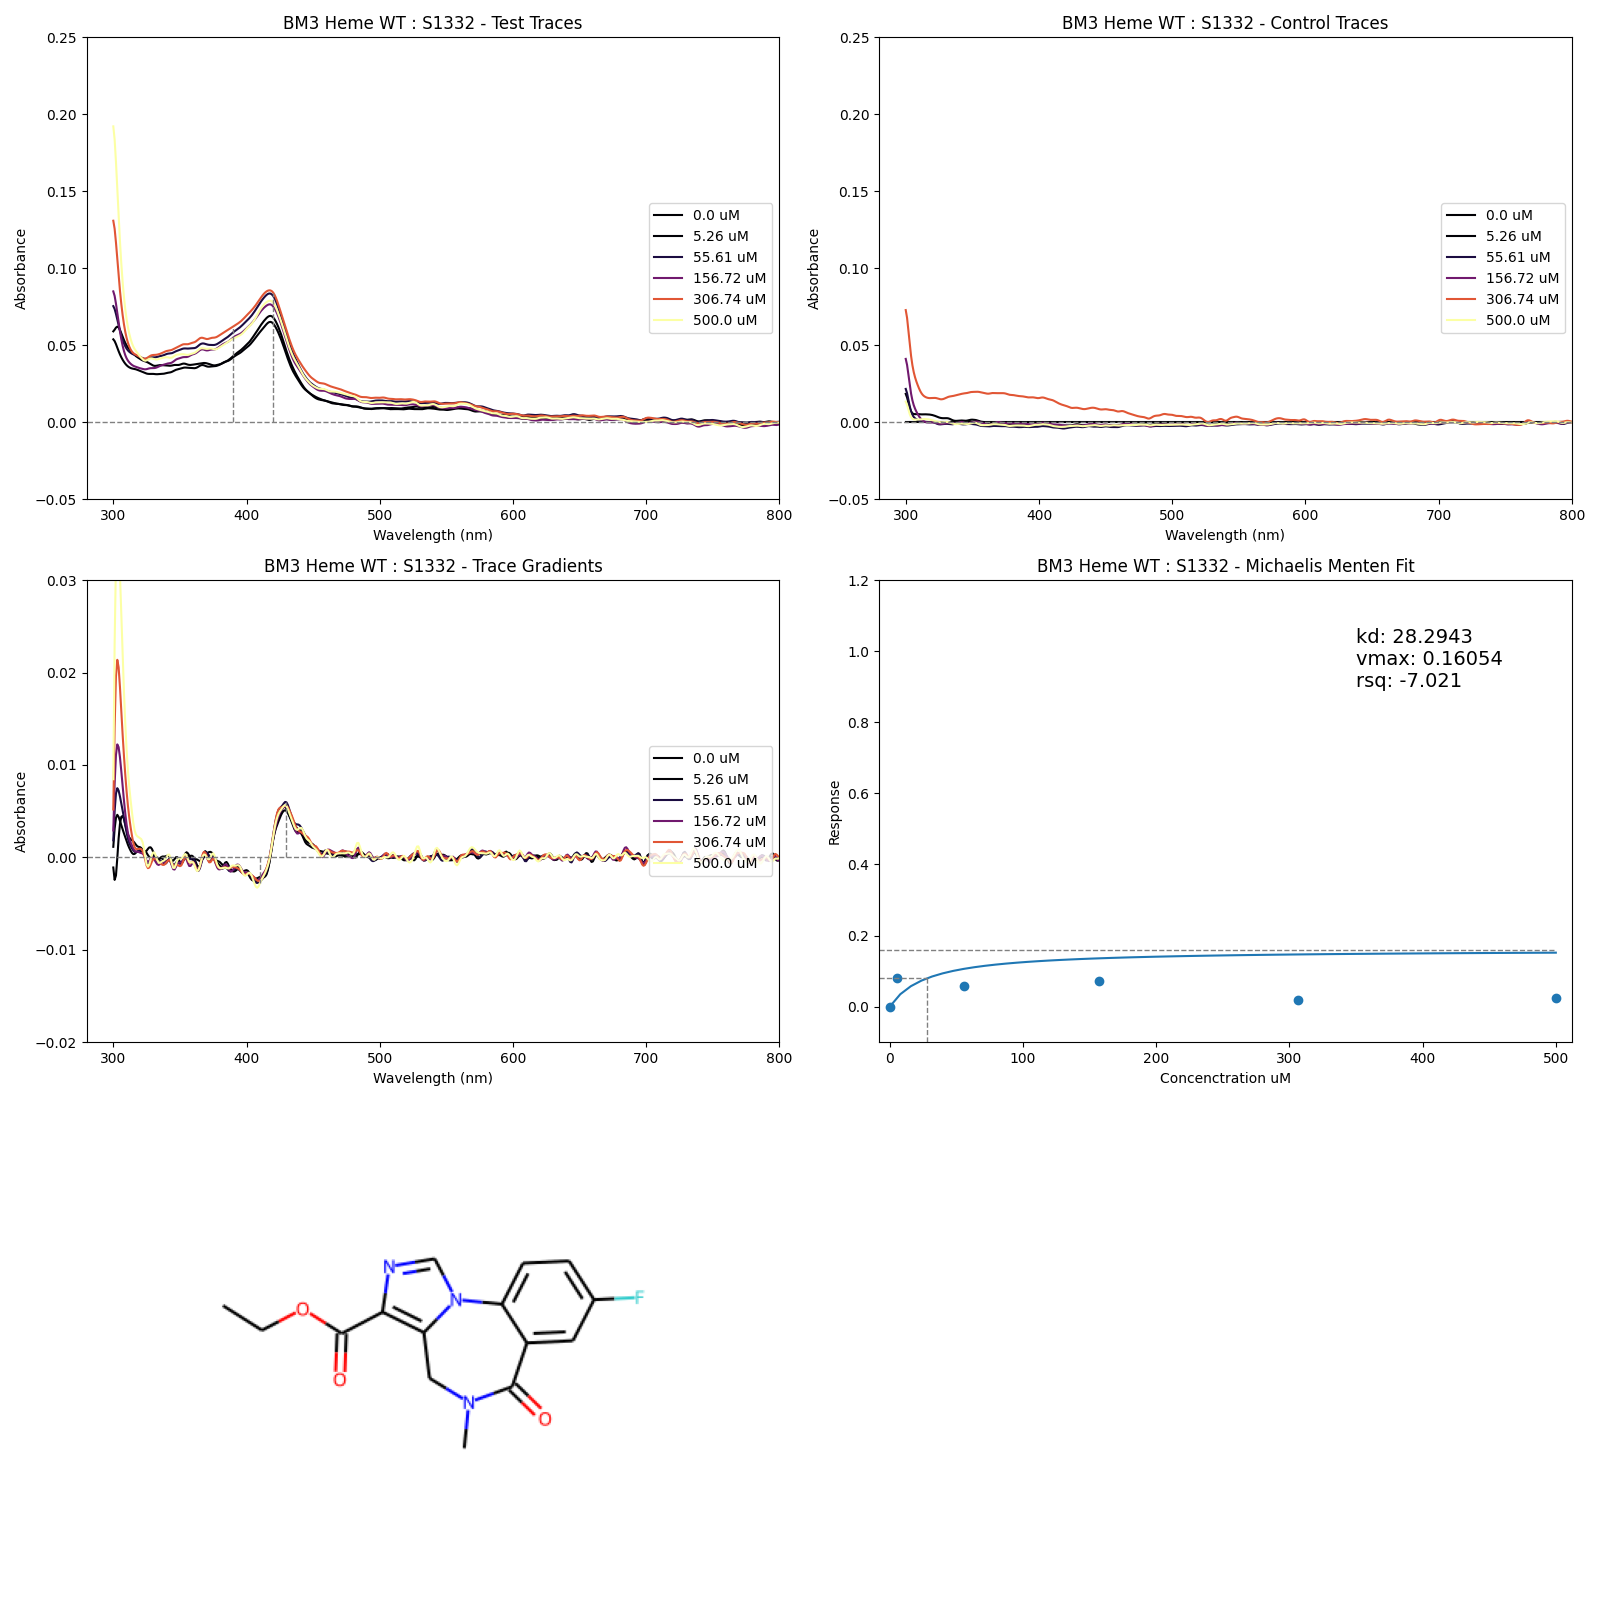 BM3 Heme WT : S1332 - Test Traces
0.25
0.20
0.15
0.10
0.05
0.00
−0.05
Absorbance
0.0 uM
5.26 uM
55.61 uM
156.72 uM
306.74 uM
500.0 uM
300 400 500 600 700 800
Wavelength (nm)
BM3 Heme WT : S1332 - Control Traces
0.25
0.20
0.15
0.10
0.05
0.00
−0.05
Absorbance
0.0 uM
5.26 uM
55.61 uM
156.72 uM
306.74 uM
500.0 uM
300 400 500 600 700 800
Wavelength (nm)
BM3 Heme WT : S1332 - Trace Gradients
0.03
0.02
0.01
0.00
−0.01
−0.02
Absorbance
0.0 uM
5.26 uM
55.61 uM
156.72 uM
306.74 uM
500.0 uM
300 400 500 600 700 800
Wavelength (nm)
BM3 Heme WT : S1332 - Michaelis Menten Fit
1.2
1.0
0.8
0.6
0.4
0.2
0.0
Response
kd: 28.2943
vmax: 0.16054
rsq: -7.021
0 100 200 300 400 500
Concenctration uM
N
N
O
F
O
N
O